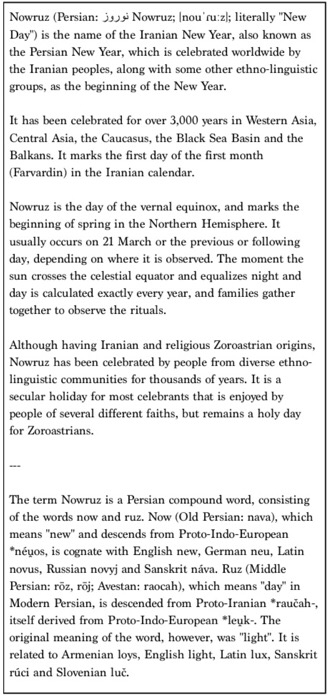 Nowruz (Persian: نوروز Nowruz; [nouˈruːz]; literally "New
Day") is the name of the Iranian New Year, also known as
the Persian New Year, which is celebrated worldwide by
the Iranian peoples, along with some other ethno-linguistic
groups, as the beginning of the New Year.

It has been celebrated for over 3,000 years in Western Asia,
Central Asia, the Caucasus, the Black Sea Basin and the
Balkans. It marks the first day of the first month
(Farvardin) in the Iranian calendar.

Nowruz is the day of the vernal equinox, and marks the
beginning of spring in the Northern Hemisphere. It
usually occurs on 21 March or the previous or following
day, depending on where it is observed. The moment the
sun crosses the celestial equator and equalizes night and
day is calculated exactly every year, and families gather
together to observe the rituals.

Although having Iranian and religious Zoroastrian origins,
Nowruz has been celebrated by people from diverse ethno-
linguistic communities for thousands of years. It is a
secular holiday for most celebrants that is enjoyed by
people of several different faiths, but remains a holy day
for Zoroastrians.

---

The term Nowruz is a Persian compound word, consisting
of the words now and ruz. Now (Old Persian: nava), which
means "new" and descends from Proto-Indo-European
*néu̯os, is cognate with English new, German neu, Latin
novus, Russian novyj and Sanskrit náva. Ruz (Middle
Persian: rōz, rōj; Avestan: raocah), which means "day" in
Modern Persian, is descended from Proto-Iranian *raučah-,
itself derived from Proto-Indo-European *leu̯k-. The
original meaning of the word, however, was "light". It is
related to Armenian loys, English light, Latin lux, Sanskrit
rúci and Slovenian luč.